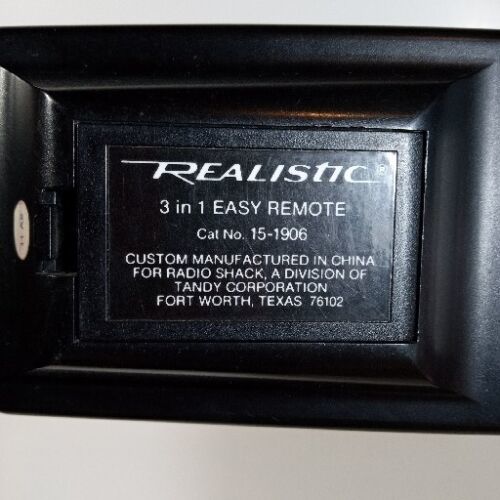 REALISTIC®
3 in 1 EASY REMOTE
Cat No. 15-1906
CUSTOM MANUFACTURED IN CHINA
FOR RADIO SHACK, A DIVISION OF
TANDY CORPORATION
FORT WORTH, TEXAS 76102